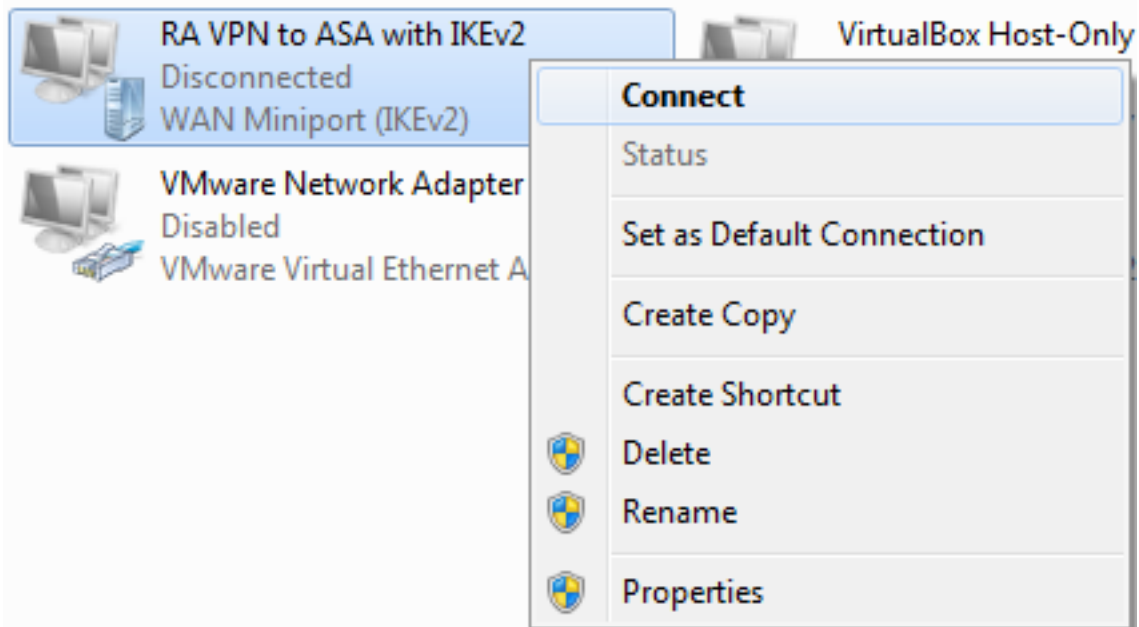 RA VPN to ASA with IKEv2
Disconnected
WAN Miniport (IKEv2)
VirtualBox Host-Only
VMware Network Adapter
Disabled
VMware Virtual Ethernet A
Connect
Status
Set as Default Connection
Create Copy
Create Shortcut
Delete
Rename
Properties